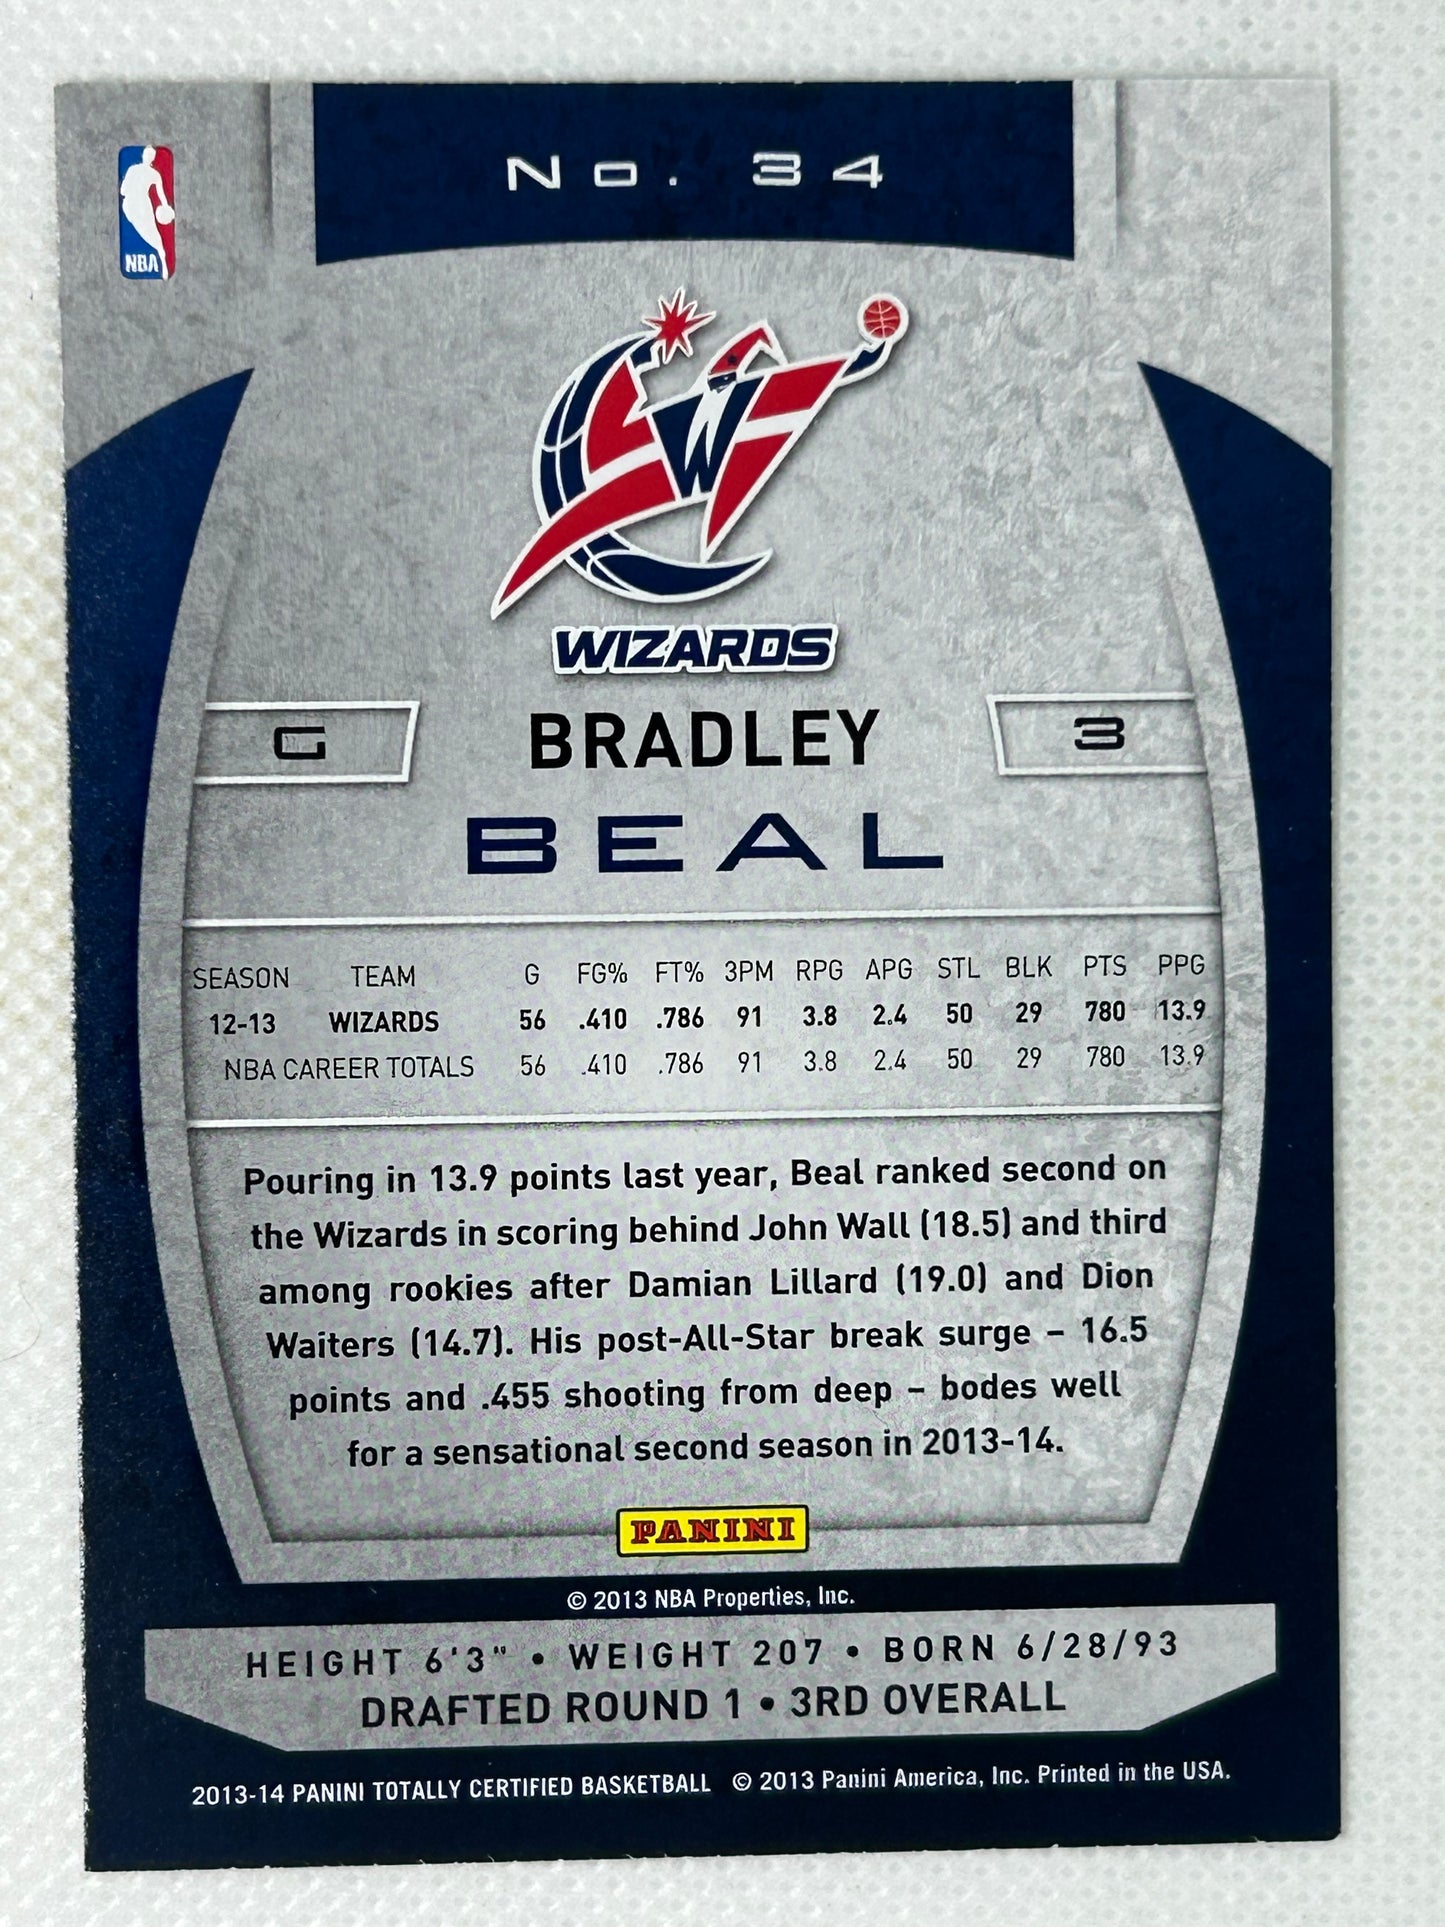 No. 34
NBA
WIZARDS
G BRADLEY 3
BEAL
SEASON TEAM G FG% FT% 3PM RPG APG STL BLK PTS PPG
12-13 WIZARDS 56 .410 .786 91 3.8 2.4 50 29 780 13.9
NBA CAREER TOTALS 56 .410 .786 91 3.8 2.4 50 29 780 13.9
Pouring in 13.9 points last year, Beal ranked second on
the Wizards in scoring behind John Wall (18.5) and third
among rookies after Damian Lillard (19.0) and Dion
Waiters (14.7). His post-All-Star break surge – 16.5
points and .455 shooting from deep – bodes well
for a sensational second season in 2013-14.
PANINI
© 2013 NBA Properties, Inc.
HEIGHT 6'3" • WEIGHT 207 • BORN 6/28/93
DRAFTED ROUND 1 • 3RD OVERALL
2013-14 PANINI TOTALLY CERTIFIED BASKETBALL © 2013 Panini America, Inc. Printed in the USA.